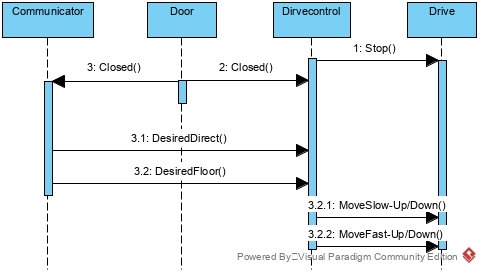 Communicator
Door
Dirvecontrol
Drive
1: Stop()
3: Closed()
2: Closed()
3.1: DesiredDirect()
3.2: DesiredFloor()
3.2.1: MoveSlow-Up/Down()
3.2.2: MoveFast-Up/Down()
Powered By□Visual Paradigm Community Edition